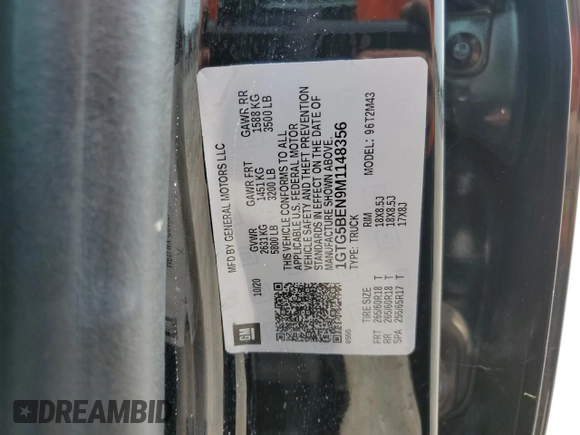 MFD BY GENERAL MOTORS LLC
10/20
GVWR
2631 KG
5800 LB
GAWR FRT
1451 KG
3200 LB
GAWR RR
1588 KG
3500 LB
THIS VEHICLE CONFORMS TO ALL
APPLICABLE U.S. FEDERAL MOTOR
VEHICLE SAFETY AND THEFT PREVENTION
STANDARDS IN EFFECT ON THE DATE OF
MANUFACTURE SHOWN ABOVE.
1GTG5BEN9M1148356
TYPE: TRUCK
MODEL: 96T2M43
GM
6955
TIRE SIZE RIM
FRT 265/60R18 T 18X8.5J
RR 265/60R18 T 18X8.5J
SPA 255/65R17 T 17X8J
DREAMBID